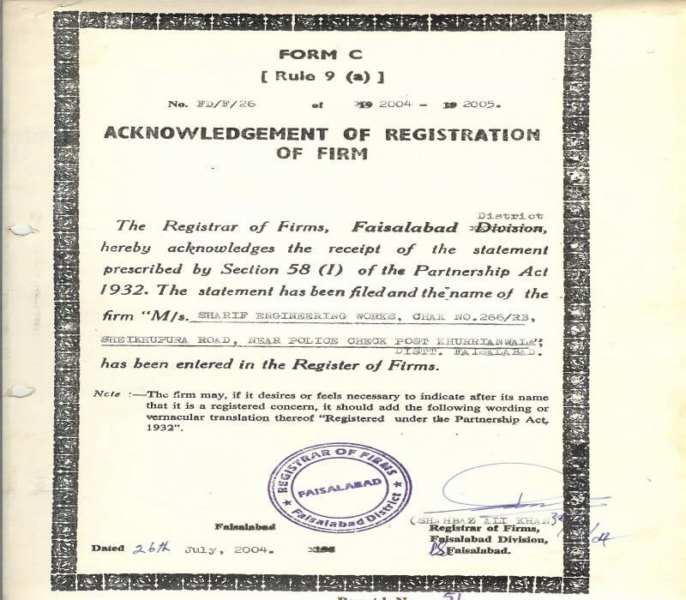 FORM C
[ Rule 9 (a) ]
No. FD/F/26 of 19 2004 - 19 2005.
ACKNOWLEDGEMENT OF REGISTRATION
OF FIRM
District
The Registrar of Firms, Faisalabad Division,
hereby acknowledges the receipt of the statement
prescribed by Section 58 (I) of the Partnership Act
1932. The statement has been filed and the name of the
firm "M/s. SHARIF ENGINEERING WORKS, CHAK NO.266/RB,
SHEIKHUPURA ROAD, NEAR POLICE CHECK POST KHURRIANWALA";
DISTT. FAISALABAD.
has been entered in the Register of Firms.
Note :—The firm may, if it desires or feels necessary to indicate after its name
that it is a registered concern, it should add the following wording or
vernacular translation thereof "Registered under the Partnership Act,
1932".
REGISTRAR OF FIRMS
FAISALABAD
Faisalabad District
(SHAHBAZ ALI KHAN)
Faisalabad
Registrar of Firms,
Faisalabad Division,
Faisalabad.
Dated 26th July, 2004.
51